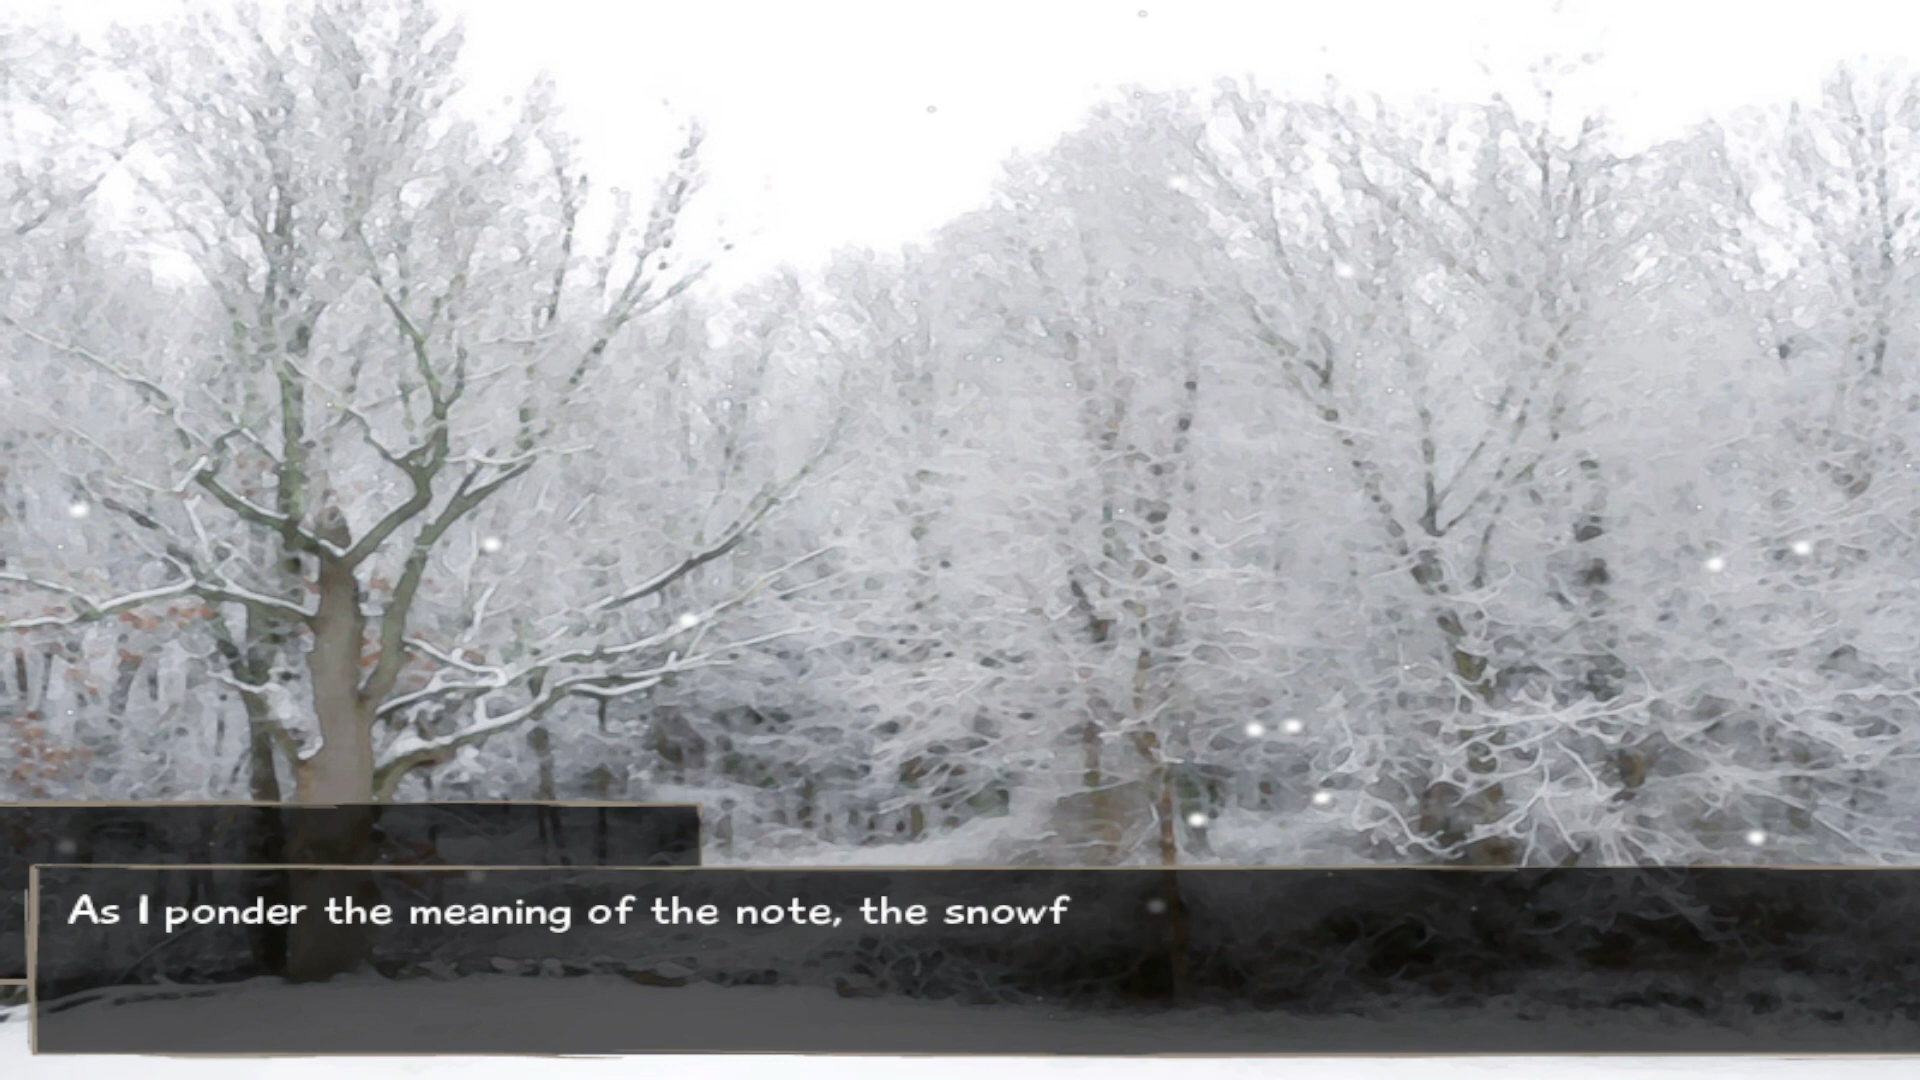 As I ponder the meaning of the note, the snowf